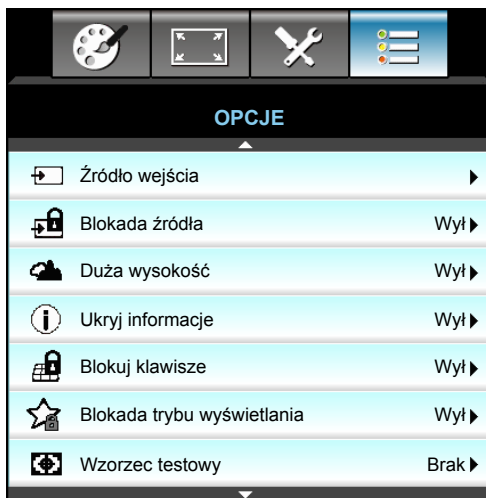 OPCJE
Źródło wejścia
Blokada źródła Wył
Duża wysokość Wył
Ukryj informacje Wył
Blokuj klawisze Wył
Blokada trybu wyświetlania Wył
Wzorzec testowy Brak